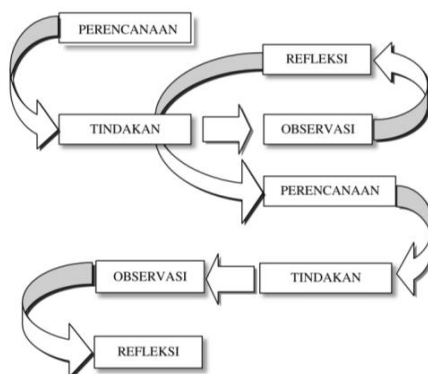 PERENCANAAN
REFLEKSI
TINDAKAN
OBSERVASI
PERENCANAAN
OBSERVASI
TINDAKAN
REFLEKSI